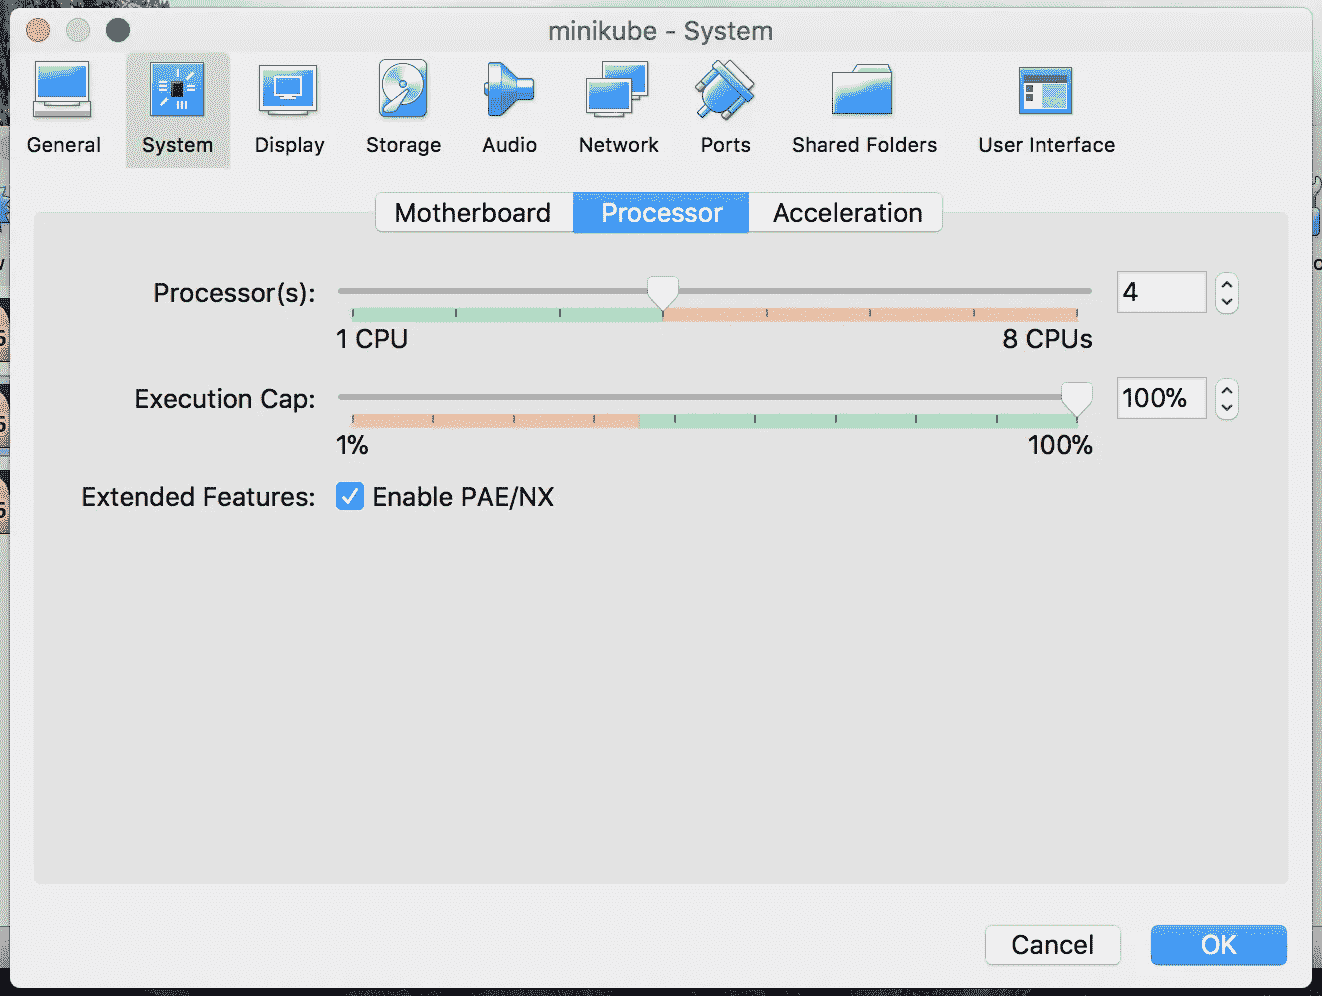 minikube - System
General System Display Storage Audio Network Ports Shared Folders User Interface
Motherboard Processor Acceleration
Processor(s): 4
1 CPU 8 CPUs
Execution Cap: 100%
1% 100%
Extended Features: Enable PAE/NX
Cancel OK